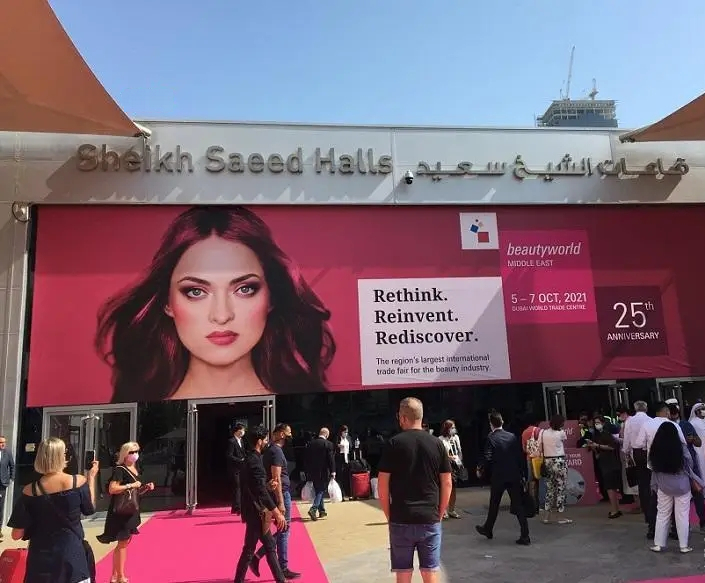 Sheikh Saeed Halls قاعات الشيخ سعيد
beautyworld
MIDDLE EAST
5 – 7 OCT, 2021
DUBAI WORLD TRADE CENTRE
25th
ANNIVERSARY
Rethink.
Reinvent.
Rediscover.
The region's largest international
trade fair for the beauty industry